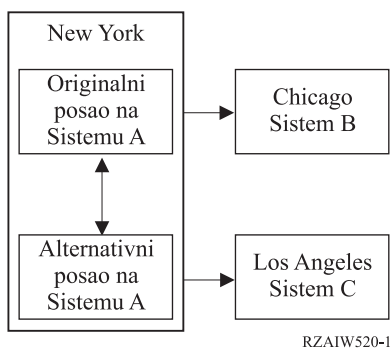 New York
Originalni
posao na
Sistemu A
Chicago
Sistem B
Alternativni
posao na
Sistemu A
Los Angeles
Sistem C
RZAIW520-1